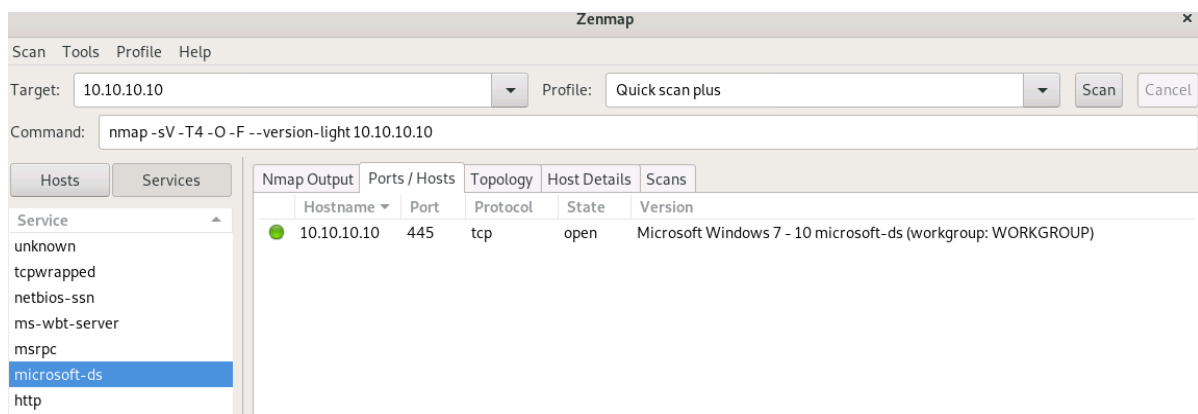 Zenmap ×
Scan Tools Profile Help
Target: 10.10.10.10 Profile: Quick scan plus Scan Cancel
Command: nmap -sV -T4 -O -F --version-light 10.10.10.10
Hosts Services
Service
unknown
tcpwrapped
netbios-ssn
ms-wbt-server
msrpc
microsoft-ds
http
Nmap Output Ports / Hosts Topology Host Details Scans
Hostname Port Protocol State Version
10.10.10.10 445 tcp open Microsoft Windows 7 - 10 microsoft-ds (workgroup: WORKGROUP)